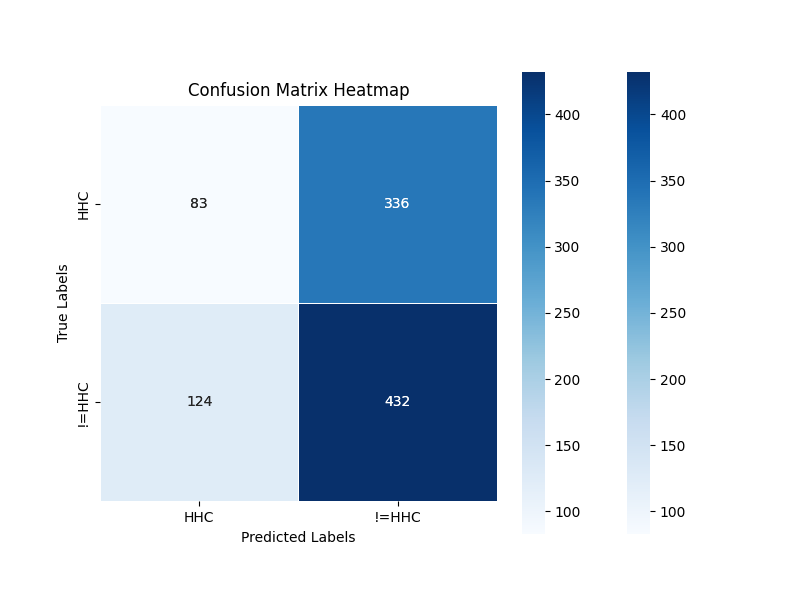 Confusion Matrix Heatmap
True Labels
HHC
!=HHC
83
336
124
432
HHC
!=HHC
Predicted Labels
400
350
300
250
200
150
100
400
350
300
250
200
150
100